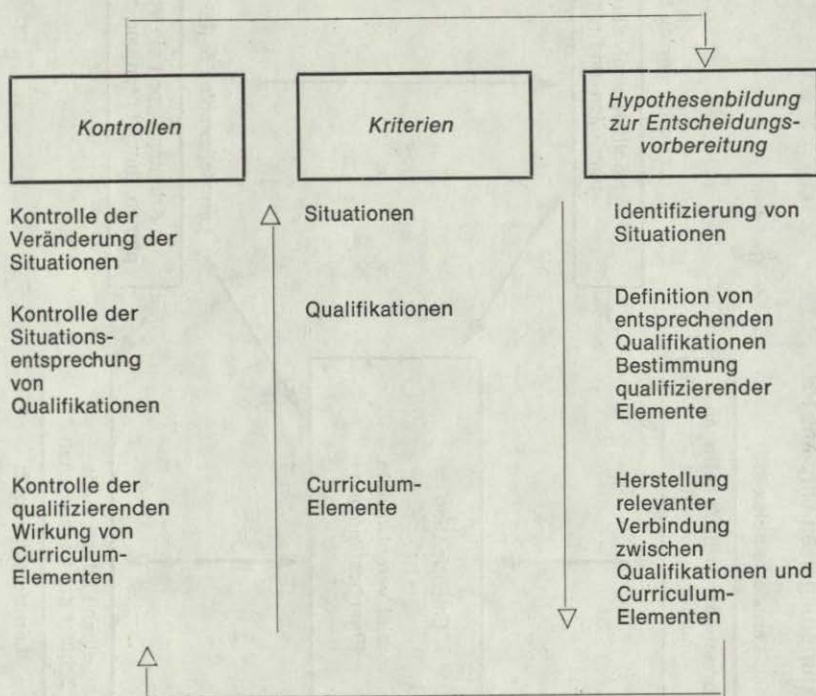 Kontrollen
Kriterien
Hypothesenbildung
zur Entscheidungs-
vorbereitung
Kontrolle der
Veränderung der
Situationen
Situationen
Identifizierung von
Situationen
Kontrolle der
Situations-
entsprechung
von
Qualifikationen
Qualifikationen
Definition von
entsprechenden
Qualifikationen
Bestimmung
qualifizierender
Elemente
Kontrolle der
qualifizierenden
Wirkung von
Curriculum-
Elementen
Curriculum-
Elemente
Herstellung
relevanter
Verbindung
zwischen
Qualifikationen und
Curriculum-
Elementen